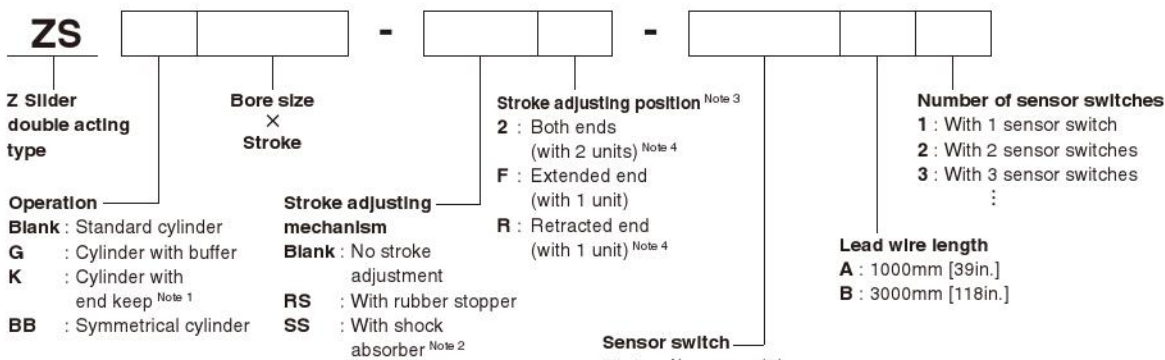 ZS - -
Z Slider
double acting
type
Bore size
×
Stroke
Operation
Blank : Standard cylinder
G : Cylinder with buffer
K : Cylinder with
end keep Note 1
BB : Symmetrical cylinder
Stroke adjusting
mechanism
Blank : No stroke
adjustment
RS : With rubber stopper
SS : With shock
absorber Note 2
Stroke adjusting position Note 3
2 : Both ends
(with 2 units) Note 4
F : Extended end
(with 1 unit)
R : Retracted end
(with 1 unit) Note 4
Sensor switch
Lead wire length
A : 1000mm [39in.]
B : 3000mm [118in.]
Number of sensor switches
1 : With 1 sensor switch
2 : With 2 sensor switches
3 : With 3 sensor switches
⋮